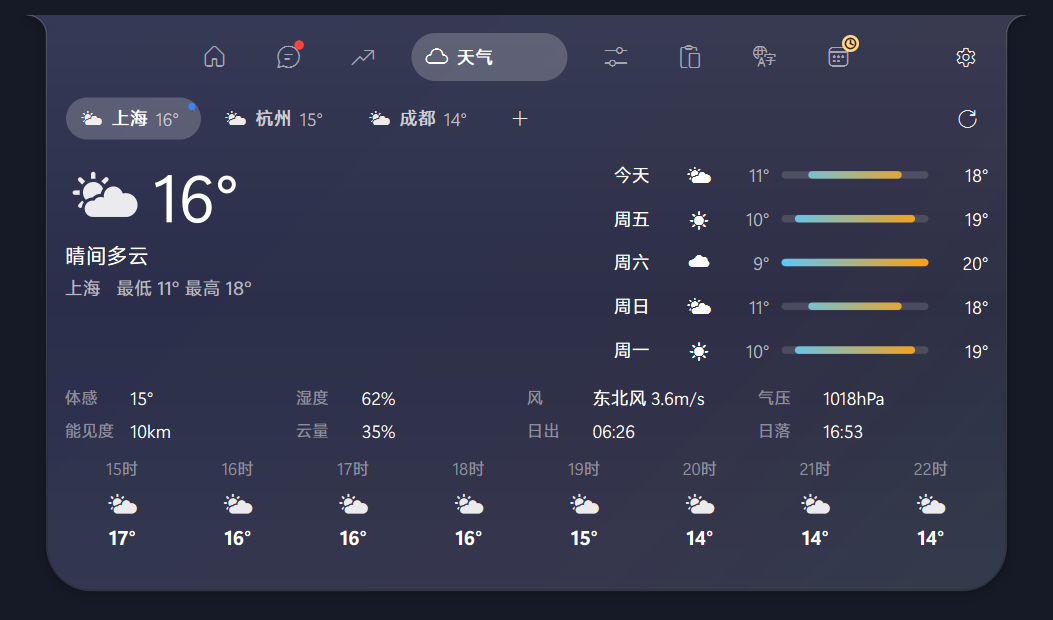 天气
上海 16° 杭州 15° 成都 14°
16°
晴间多云
上海 最低 11° 最高 18°
今天 11° 18°
周五 10° 19°
周六 9° 20°
周日 11° 18°
周一 10° 19°
体感 15° 湿度 62% 风 东北风 3.6m/s 气压 1018hPa
能见度 10km 云量 35% 日出 06:26 日落 16:53
15时 16时 17时 18时 19时 20时 21时 22时
17° 16° 16° 16° 15° 14° 14° 14°